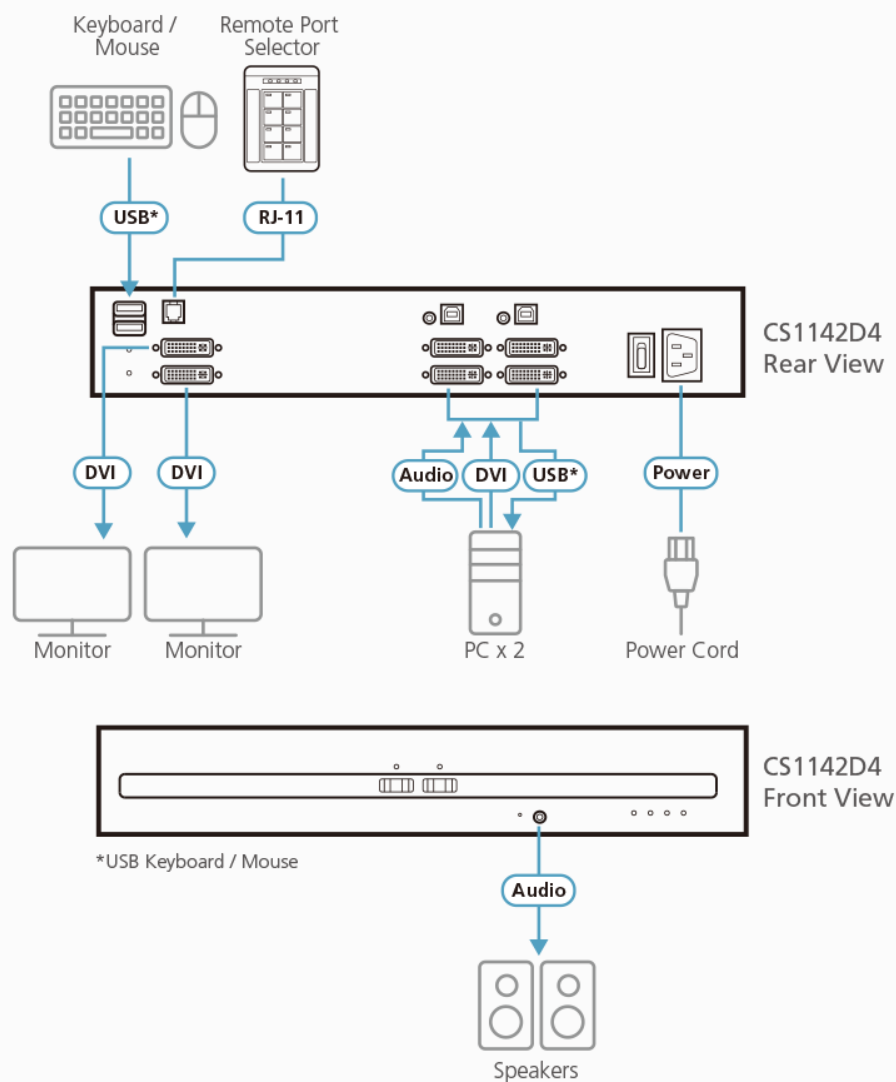 Keyboard /
Mouse
Remote Port
Selector
USB*
RJ-11
CS1142D4
Rear View
DVI
DVI
Audio
DVI
USB*
Power
Monitor
Monitor
PC x 2
Power Cord
CS1142D4
Front View
*USB Keyboard / Mouse
Audio
Speakers